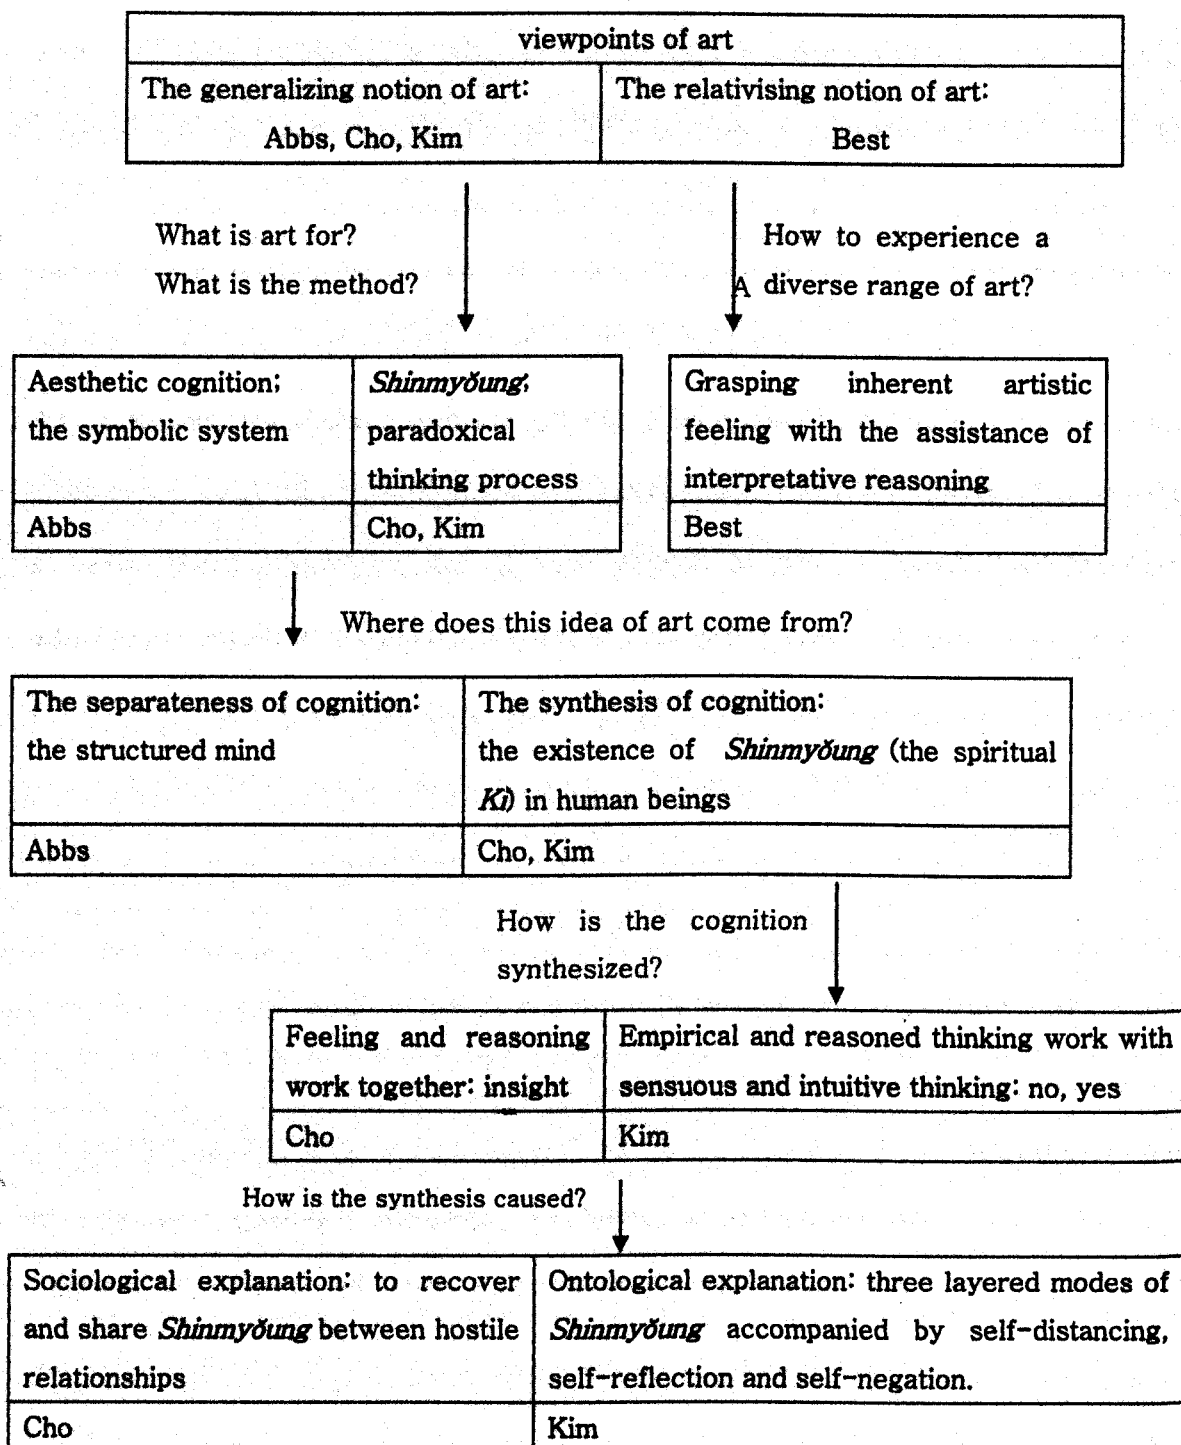 viewpoints of art
The generalizing notion of art:
Abbs, Cho, Kim
The relativising notion of art:
Best
What is art for?
What is the method?
How to experience a
A diverse range of art?
Aesthetic cognition;
the symbolic system
Abbs
Shinmyŏung;
paradoxical
thinking process
Cho, Kim
Grasping inherent artistic
feeling with the assistance of
interpretative reasoning
Best
Where does this idea of art come from?
The separateness of cognition:
the structured mind
Abbs
The synthesis of cognition:
the existence of Shinmyŏung (the spiritual
Ki) in human beings
Cho, Kim
How is the cognition
synthesized?
Feeling and reasoning
work together: insight
Cho
Empirical and reasoned thinking work with
sensuous and intuitive thinking: no, yes
Kim
How is the synthesis caused?
Sociological explanation: to recover
and share Shinmyŏung between hostile
relationships
Cho
Ontological explanation: three layered modes of
Shinmyŏung accompanied by self-distancing,
self-reflection and self-negation.
Kim